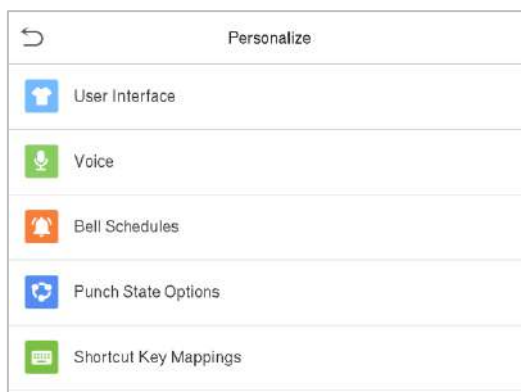 Personalize
User Interface
Voice
Bell Schedules
Punch State Options
Shortcut Key Mappings